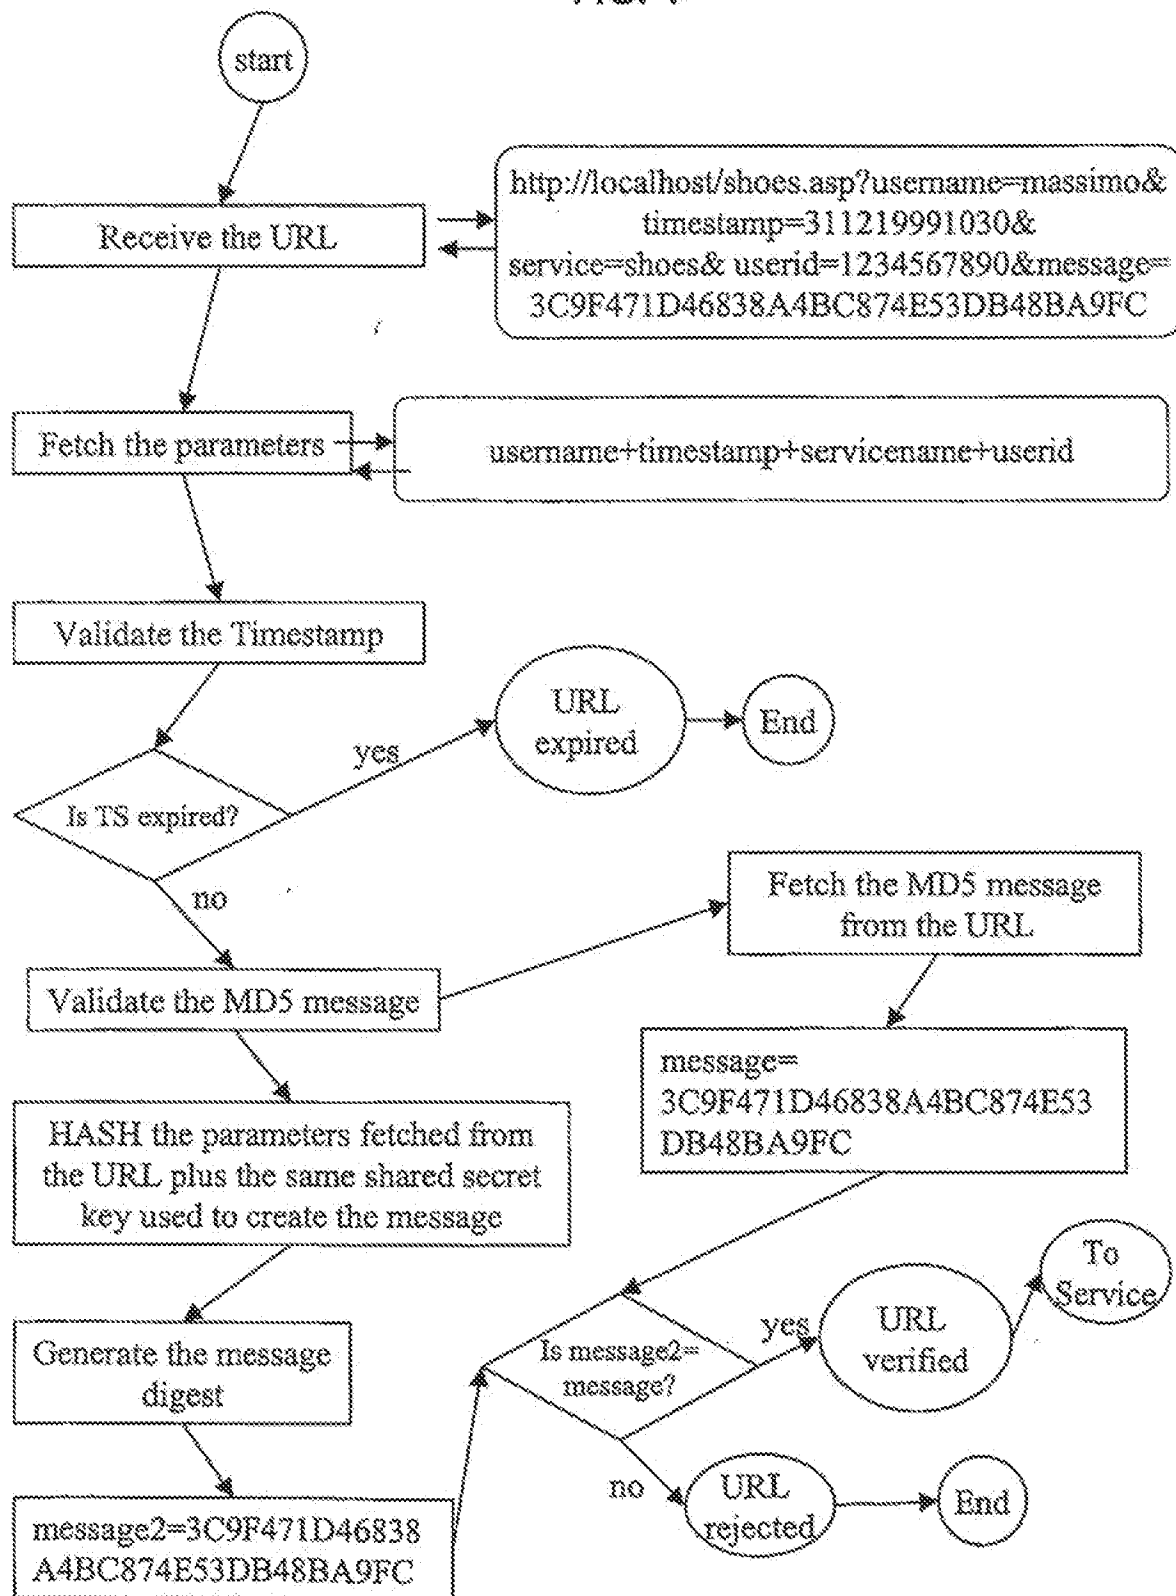 start
Receive the URL
http://localhost/shoes.asp?username=massimo&
timestamp=311219991030&
service=shoes& userid=1234567890&message=
3C9F471D46838A4BC874E53DB48BA9FC
Fetch the parameters
username+timestamp+servicename+userid
Validate the Timestamp
URL
expired
End
yes
Is TS expired?
no
Fetch the MD5 message
from the URL
Validate the MD5 message
message=
3C9F471D46838A4BC874E53
DB48BA9FC
HASH the parameters fetched from
the URL plus the same shared secret
key used to create the message
To
Service
Generate the message
digest
Is message2=
message?
yes
URL
verified
no
URL
rejected
End
message2=3C9F471D46838
A4BC874E53DB48BA9FC